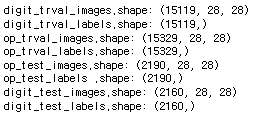 digit_trval_images.shape: (15119, 28, 28)
digit_trval_labels.shape: (15119,)
op_trval_images.shape: (15329, 28, 28)
op_trval_labels.shape: (15329,)
op_test_images.shape: (2190, 28, 28)
op_test_labels .shape: (2190,)
digit_test_images.shape: (2160, 28, 28)
digit_test_labels.shape: (2160,)